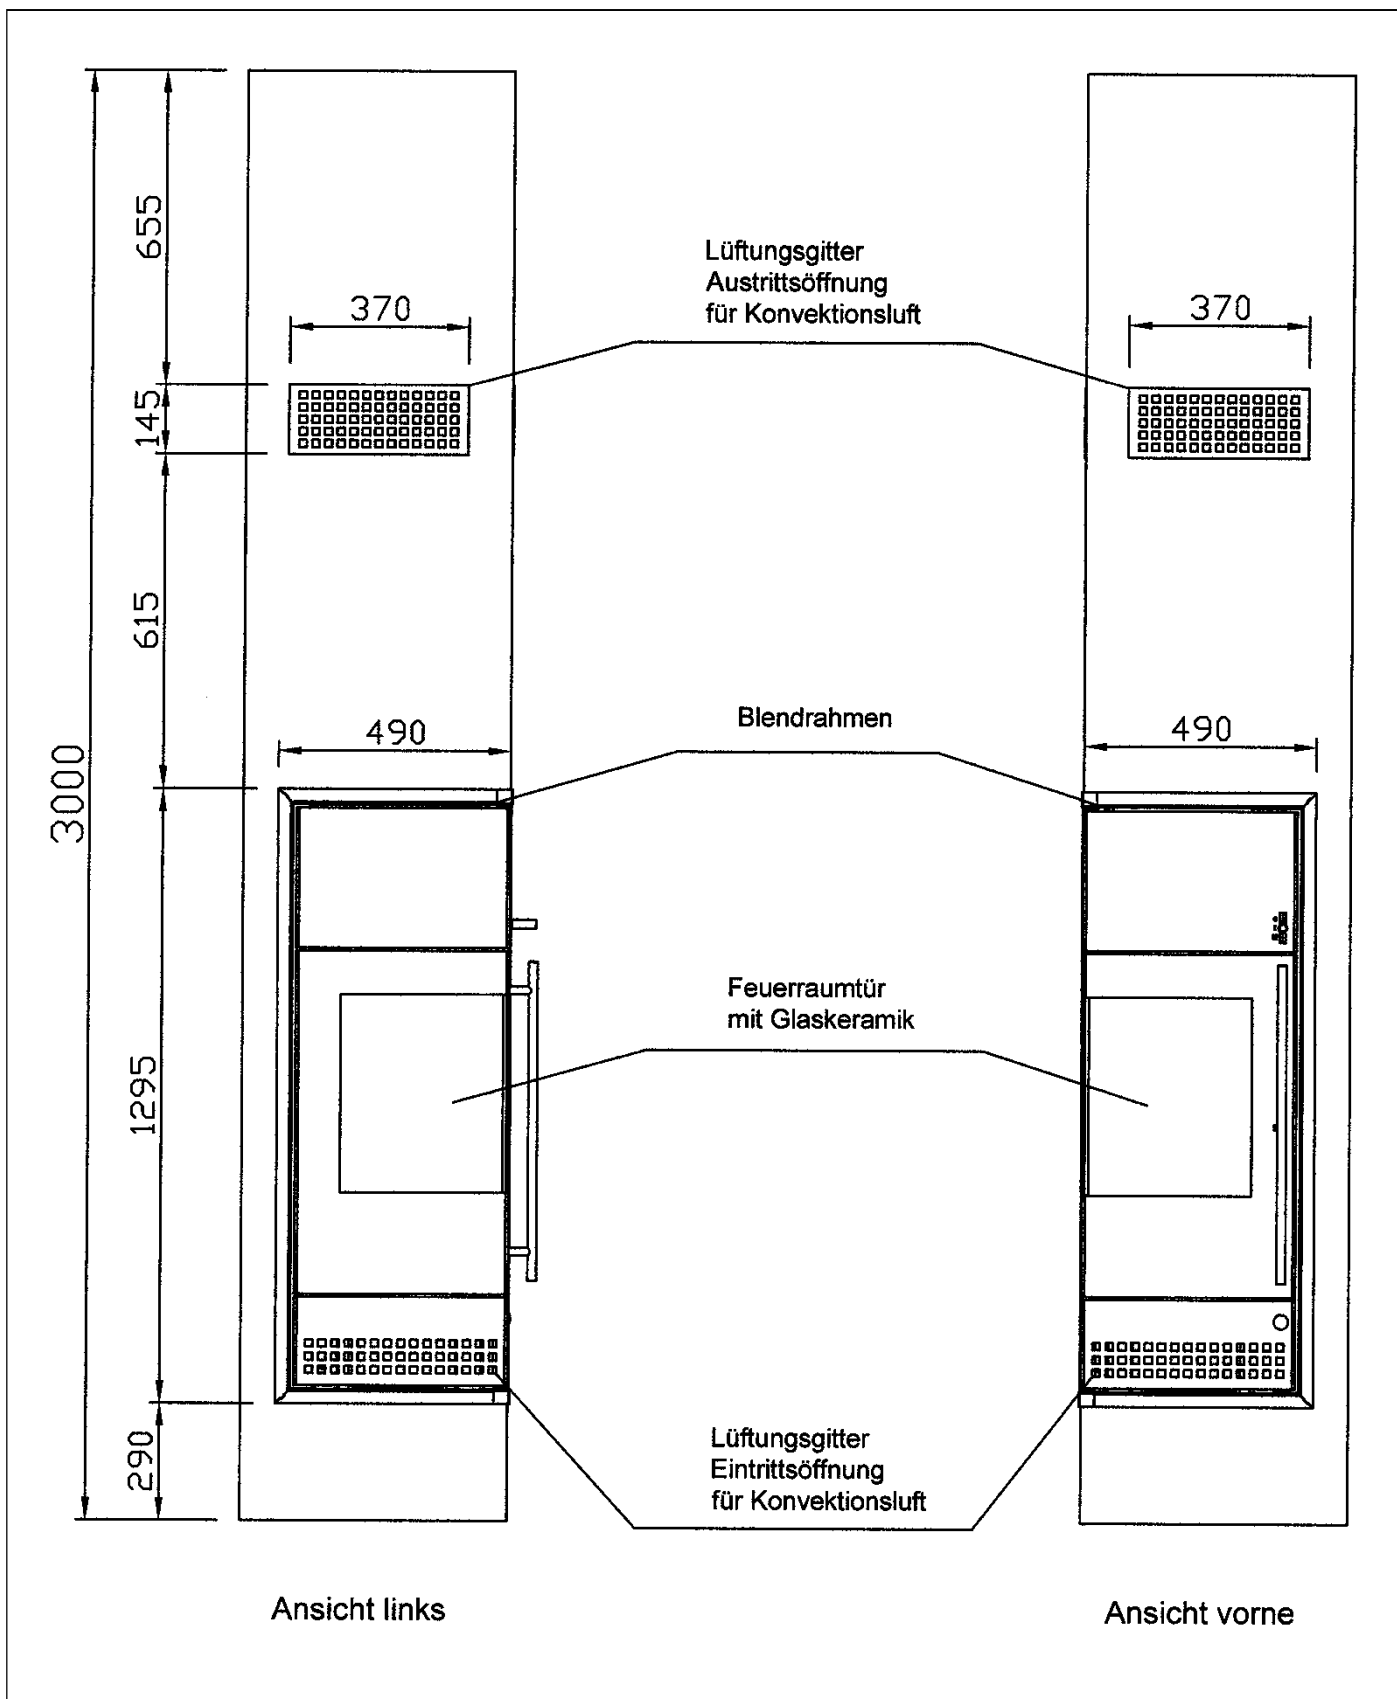 655
Lüftungsgitter
Austrittsöffnung
für Konvektionsluft
370
370
145
615
Blendrahmen
490
490
3000
Feuerraumtür
mit Glaskeramik
1295
Lüftungsgitter
Eintrittsöffnung
für Konvektionsluft
290
Ansicht links
Ansicht vorne